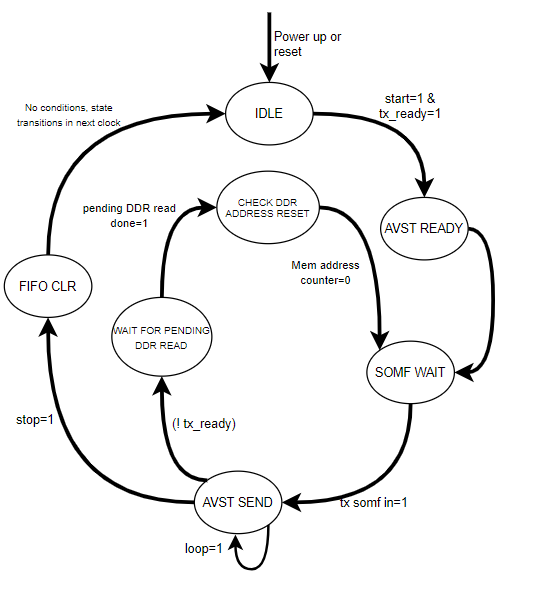 Power up or
reset
IDLE
start=1 &
tx_ready=1
No conditions, state
transitions in next clock
CHECK DDR
ADDRESS RESET
pending DDR read
done=1
AVST READY
Mem address
counter=0
FIFO CLR
WAIT FOR PENDING
DDR READ
SOMF WAIT
stop=1
(! tx_ready)
AVST SEND
tx somf in=1
loop=1